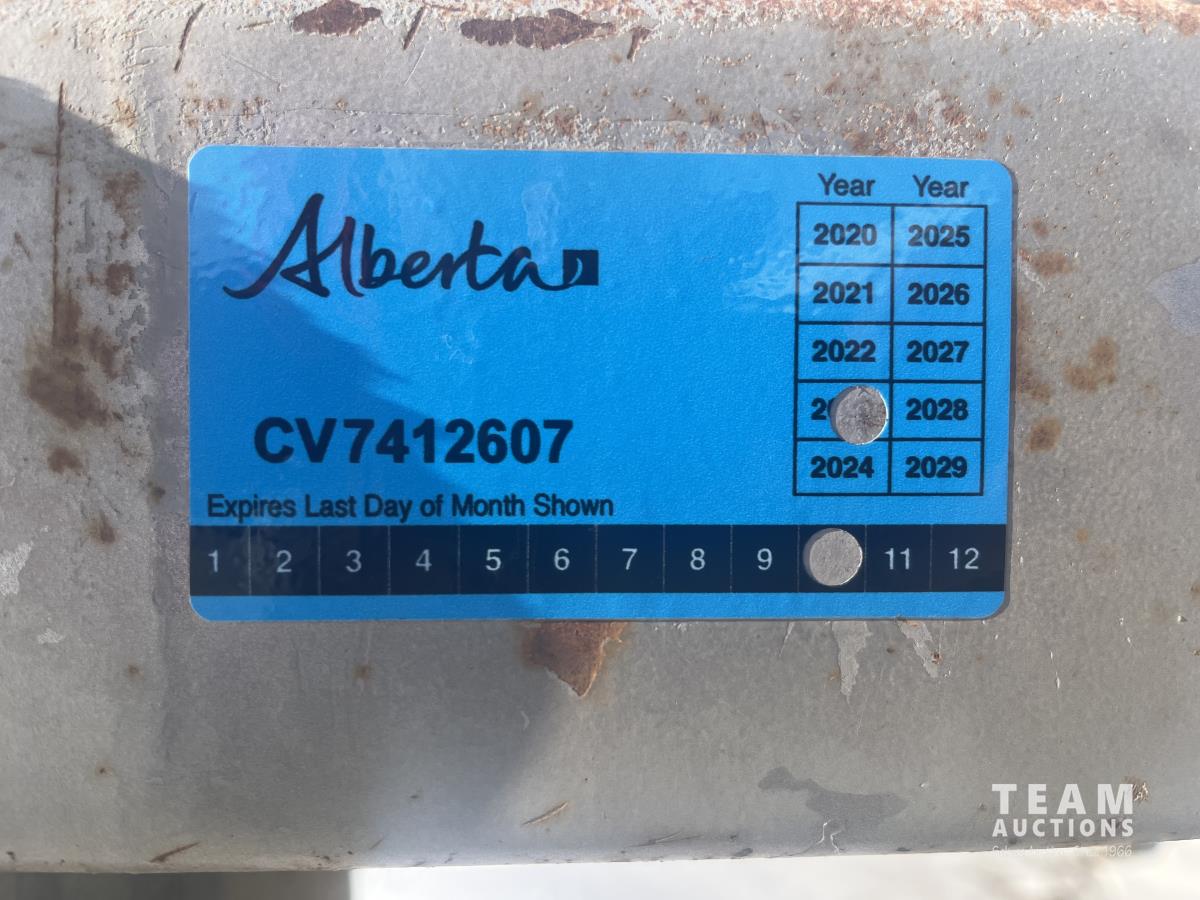 Alberta
Year Year
2020 2025
2021 2026
2022 2027
2028
2024 2029
CV7412607
Expires Last Day of Month Shown
1 2 3 4 5 6 7 8 9 11 12
TEAM
AUCTIONS